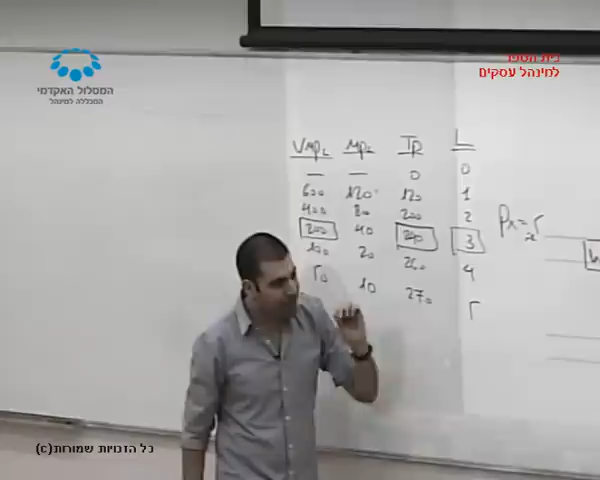 בית הספר
למינהל עסקים
המסלול האקדמי
המכללה למינהל
VMPL MPL TP L
— — 0 0
600 120 120 1
400 80 200 2
200 40 240 3
100 20 260 4
50 10 270 5
Px=5
כל הזכויות שמורות(c)